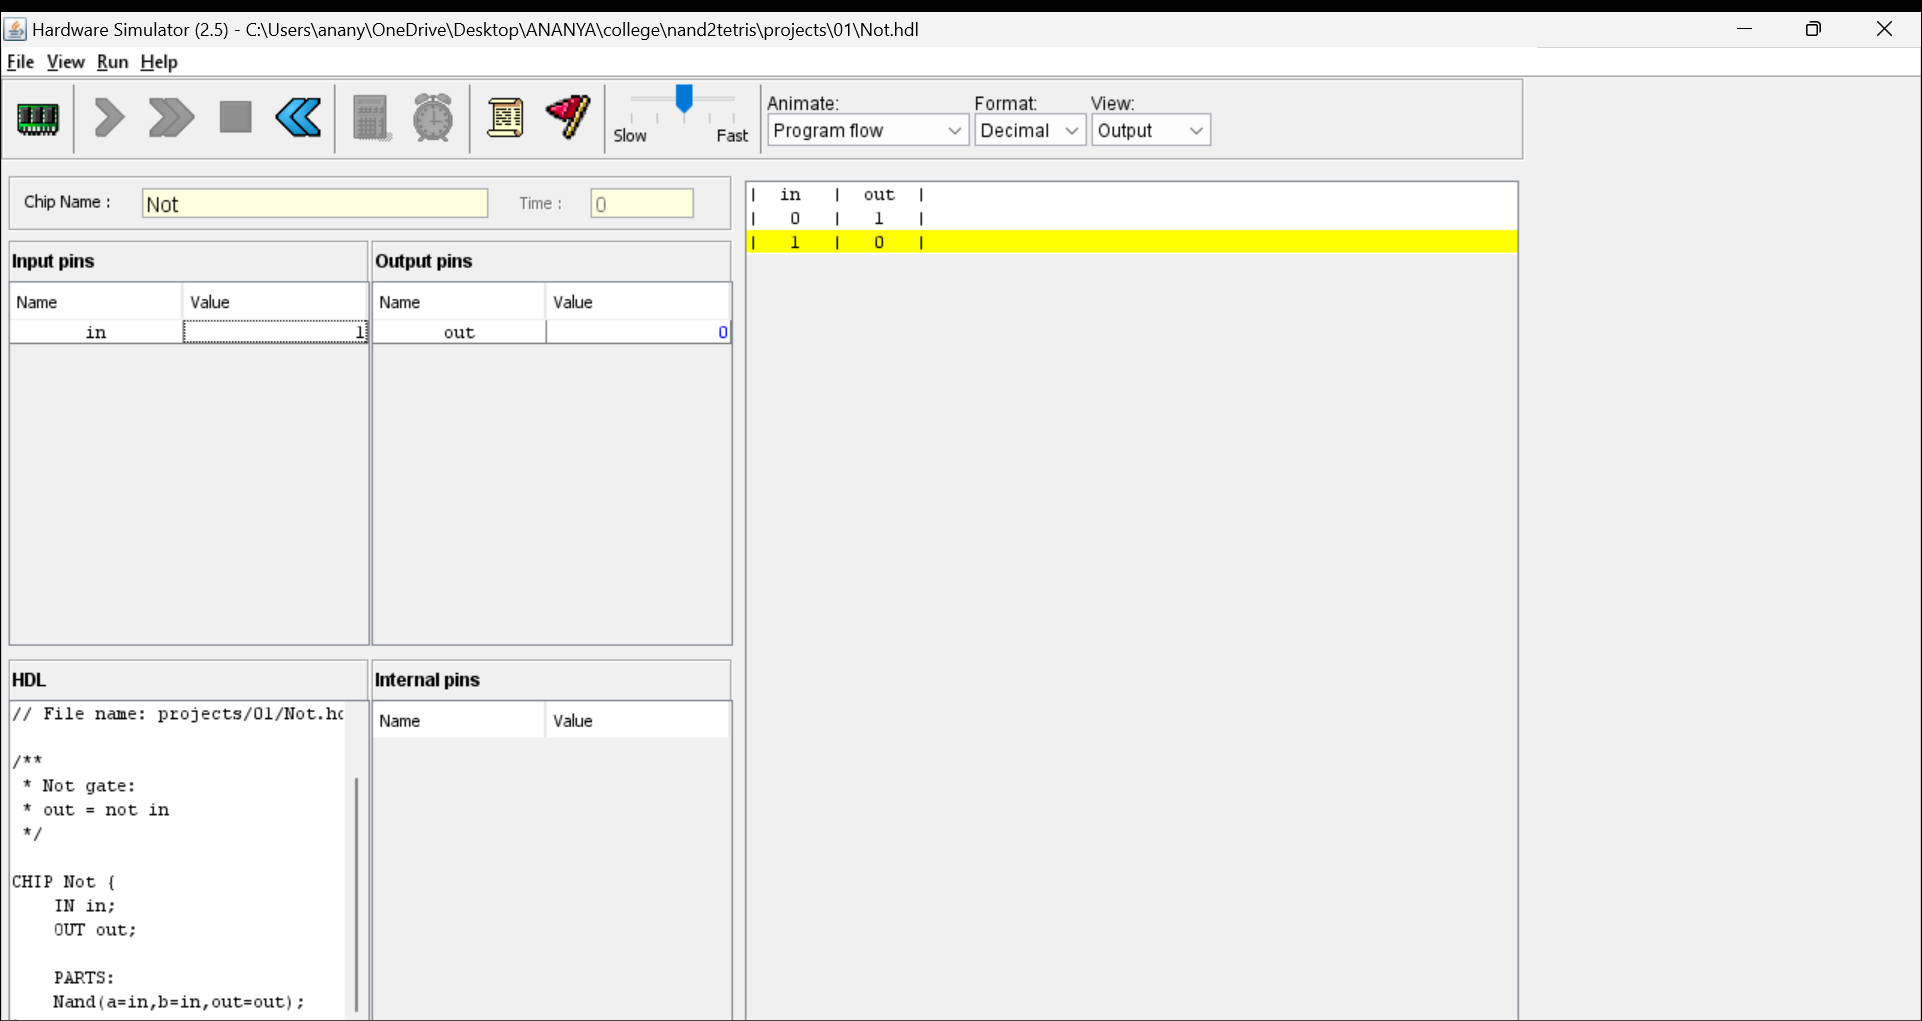 Hardware Simulator (2.5) - C:\Users\anany\OneDrive\Desktop\ANANYA\college\nand2tetris\projects\01\Not.hdl
File View Run Help
Animate: Format: View:
Slow Fast Program flow Decimal Output
Chip Name : Not Time : 0
Input pins
Name Value
in 1
Output pins
Name Value
out 0
HDL
// File name: projects/01/Not.hd
/**
* Not gate:
* out = not in
*/
CHIP Not {
IN in;
OUT out;
PARTS:
Nand(a=in,b=in,out=out);
Internal pins
Name Value
| in | out |
| 0 | 1 |
| 1 | 0 |